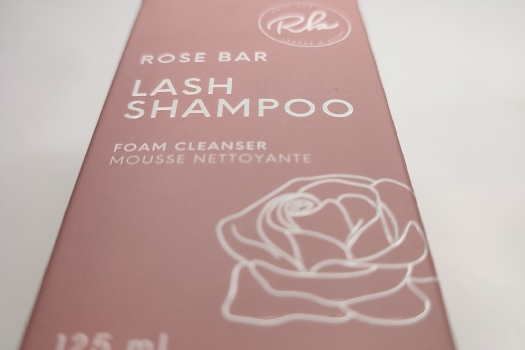 Rb
ROSE BAR
LASH
SHAMPOO
FOAM CLEANSER
MOUSSE NETTOYANTE
125 ml